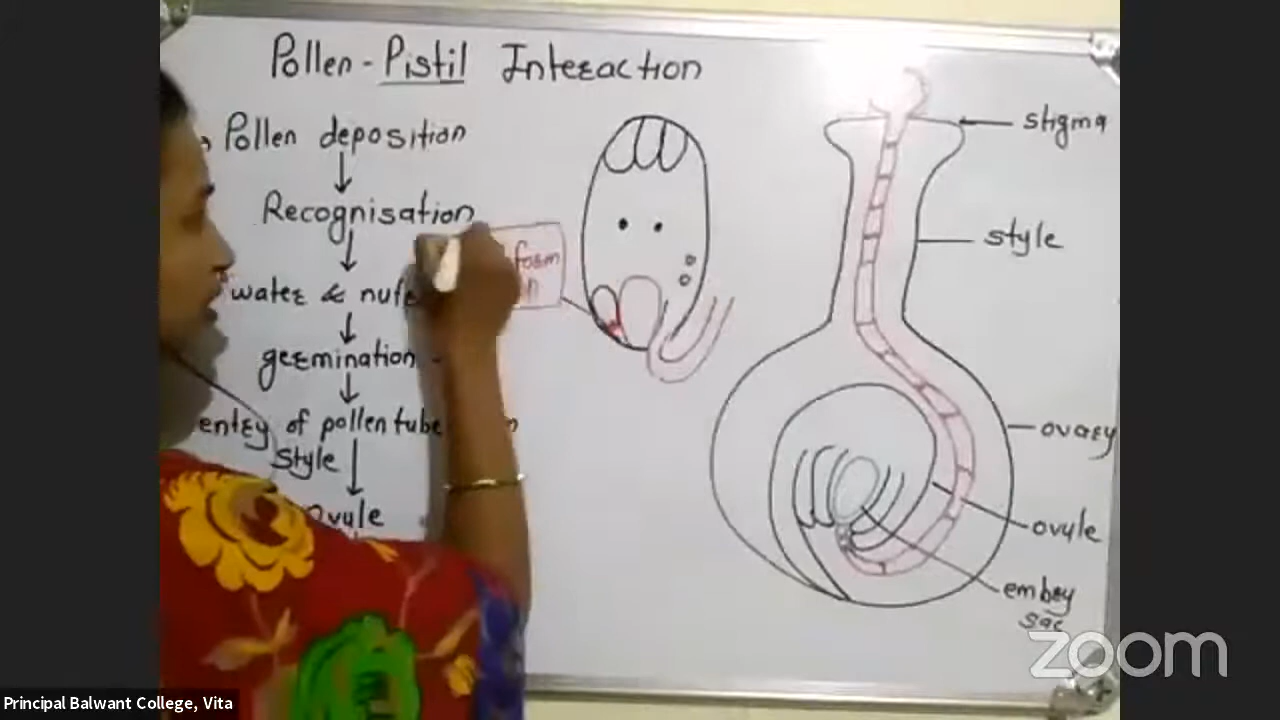 Pollen - Pistil Interaction
Pollen deposition
Recognisation
water &
germination
entry of pollen tube
style
ovule
form
stigma
style
ovary
ovule
embry
sac
zoom
Principal Balwant College, Vita